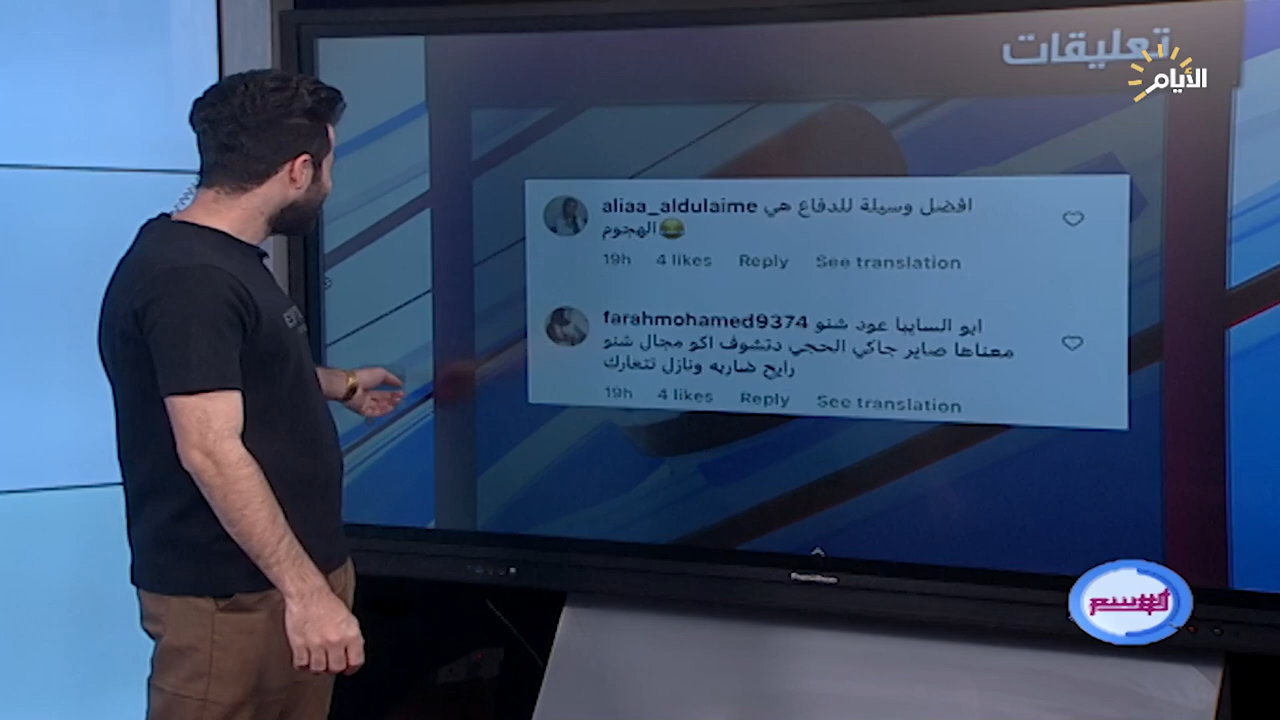 تعليقات
الأيام
aliaa_aldulaime افضل وسيلة للدفاع هي
الهجوم😂
19h 4 likes Reply See translation
farahmohamed9374 ابو السايبا عود شنو
معناها صاير جاكي الحجي دتشوف اكو مجال شنو
رايح ضاربه ونازل تتعارك
19h 4 likes Reply See translation